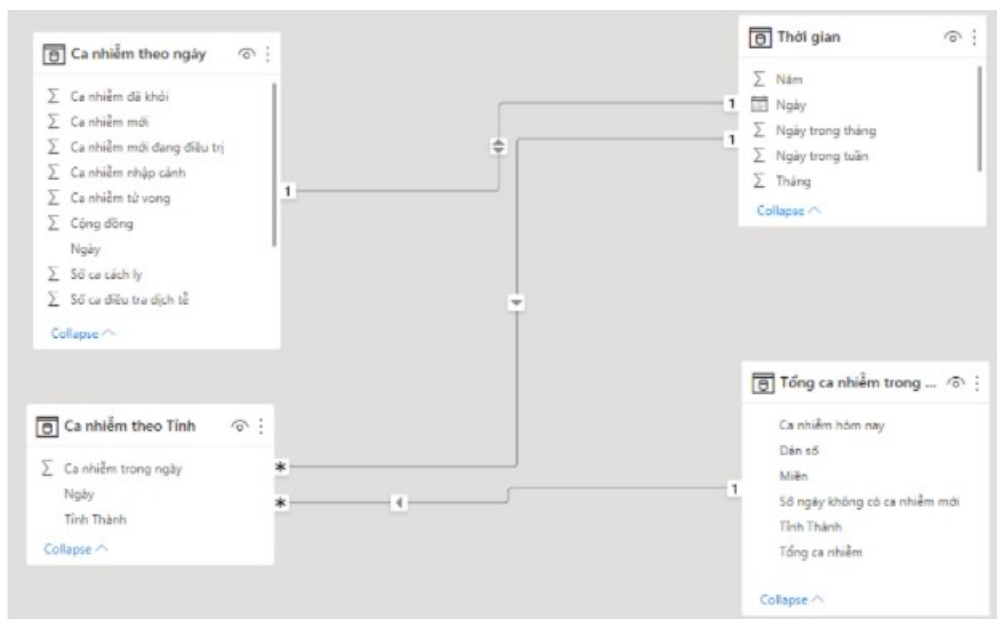 Ca nhiễm theo ngày
Ca nhiễm đã khỏi
Ca nhiễm mới
Ca nhiễm mới đang điều trị
Ca nhiễm nhập cảnh
Ca nhiễm tử vong
Cộng đồng
Ngày
Số ca cách ly
Số ca điều tra dịch tễ
Collapse
1
Thời gian
Năm
1
Ngày
1
Ngày trong tháng
Ngày trong tuần
Tháng
Collapse
Ca nhiễm theo Tỉnh
Ca nhiễm trong ngày
*
Ngày
*
Tỉnh Thành
Collapse
Tổng ca nhiễm trong ...
Ca nhiễm hôm nay
Dân số
Miền
1
Số ngày không có ca nhiễm mới
Tỉnh Thành
Tổng ca nhiễm
Collapse